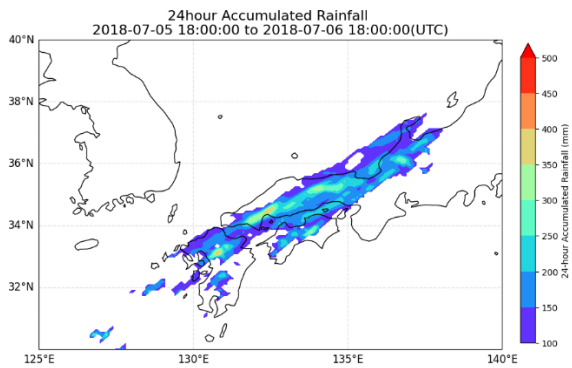 24hour Accumulated Rainfall
2018-07-05 18:00:00 to 2018-07-06 18:00:00(UTC)
40°N
38°N
36°N
34°N
32°N
125°E
130°E
135°E
140°E
500
450
400
350
300
250
200
150
100
24-hour Accumulated Rainfall (mm)